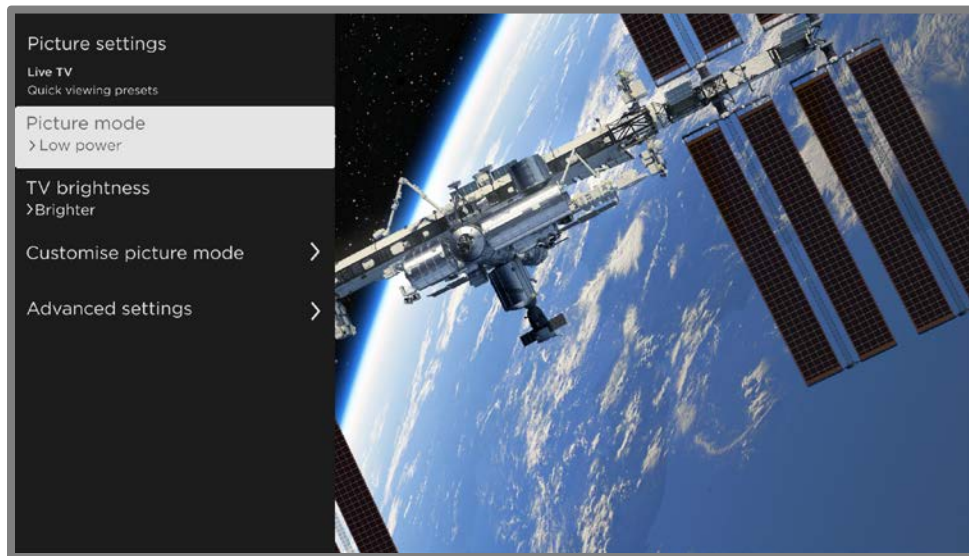 Picture settings
Live TV
Quick viewing presets
Picture mode
>Low power
TV brightness
>Brighter
Customise picture mode >
Advanced settings >